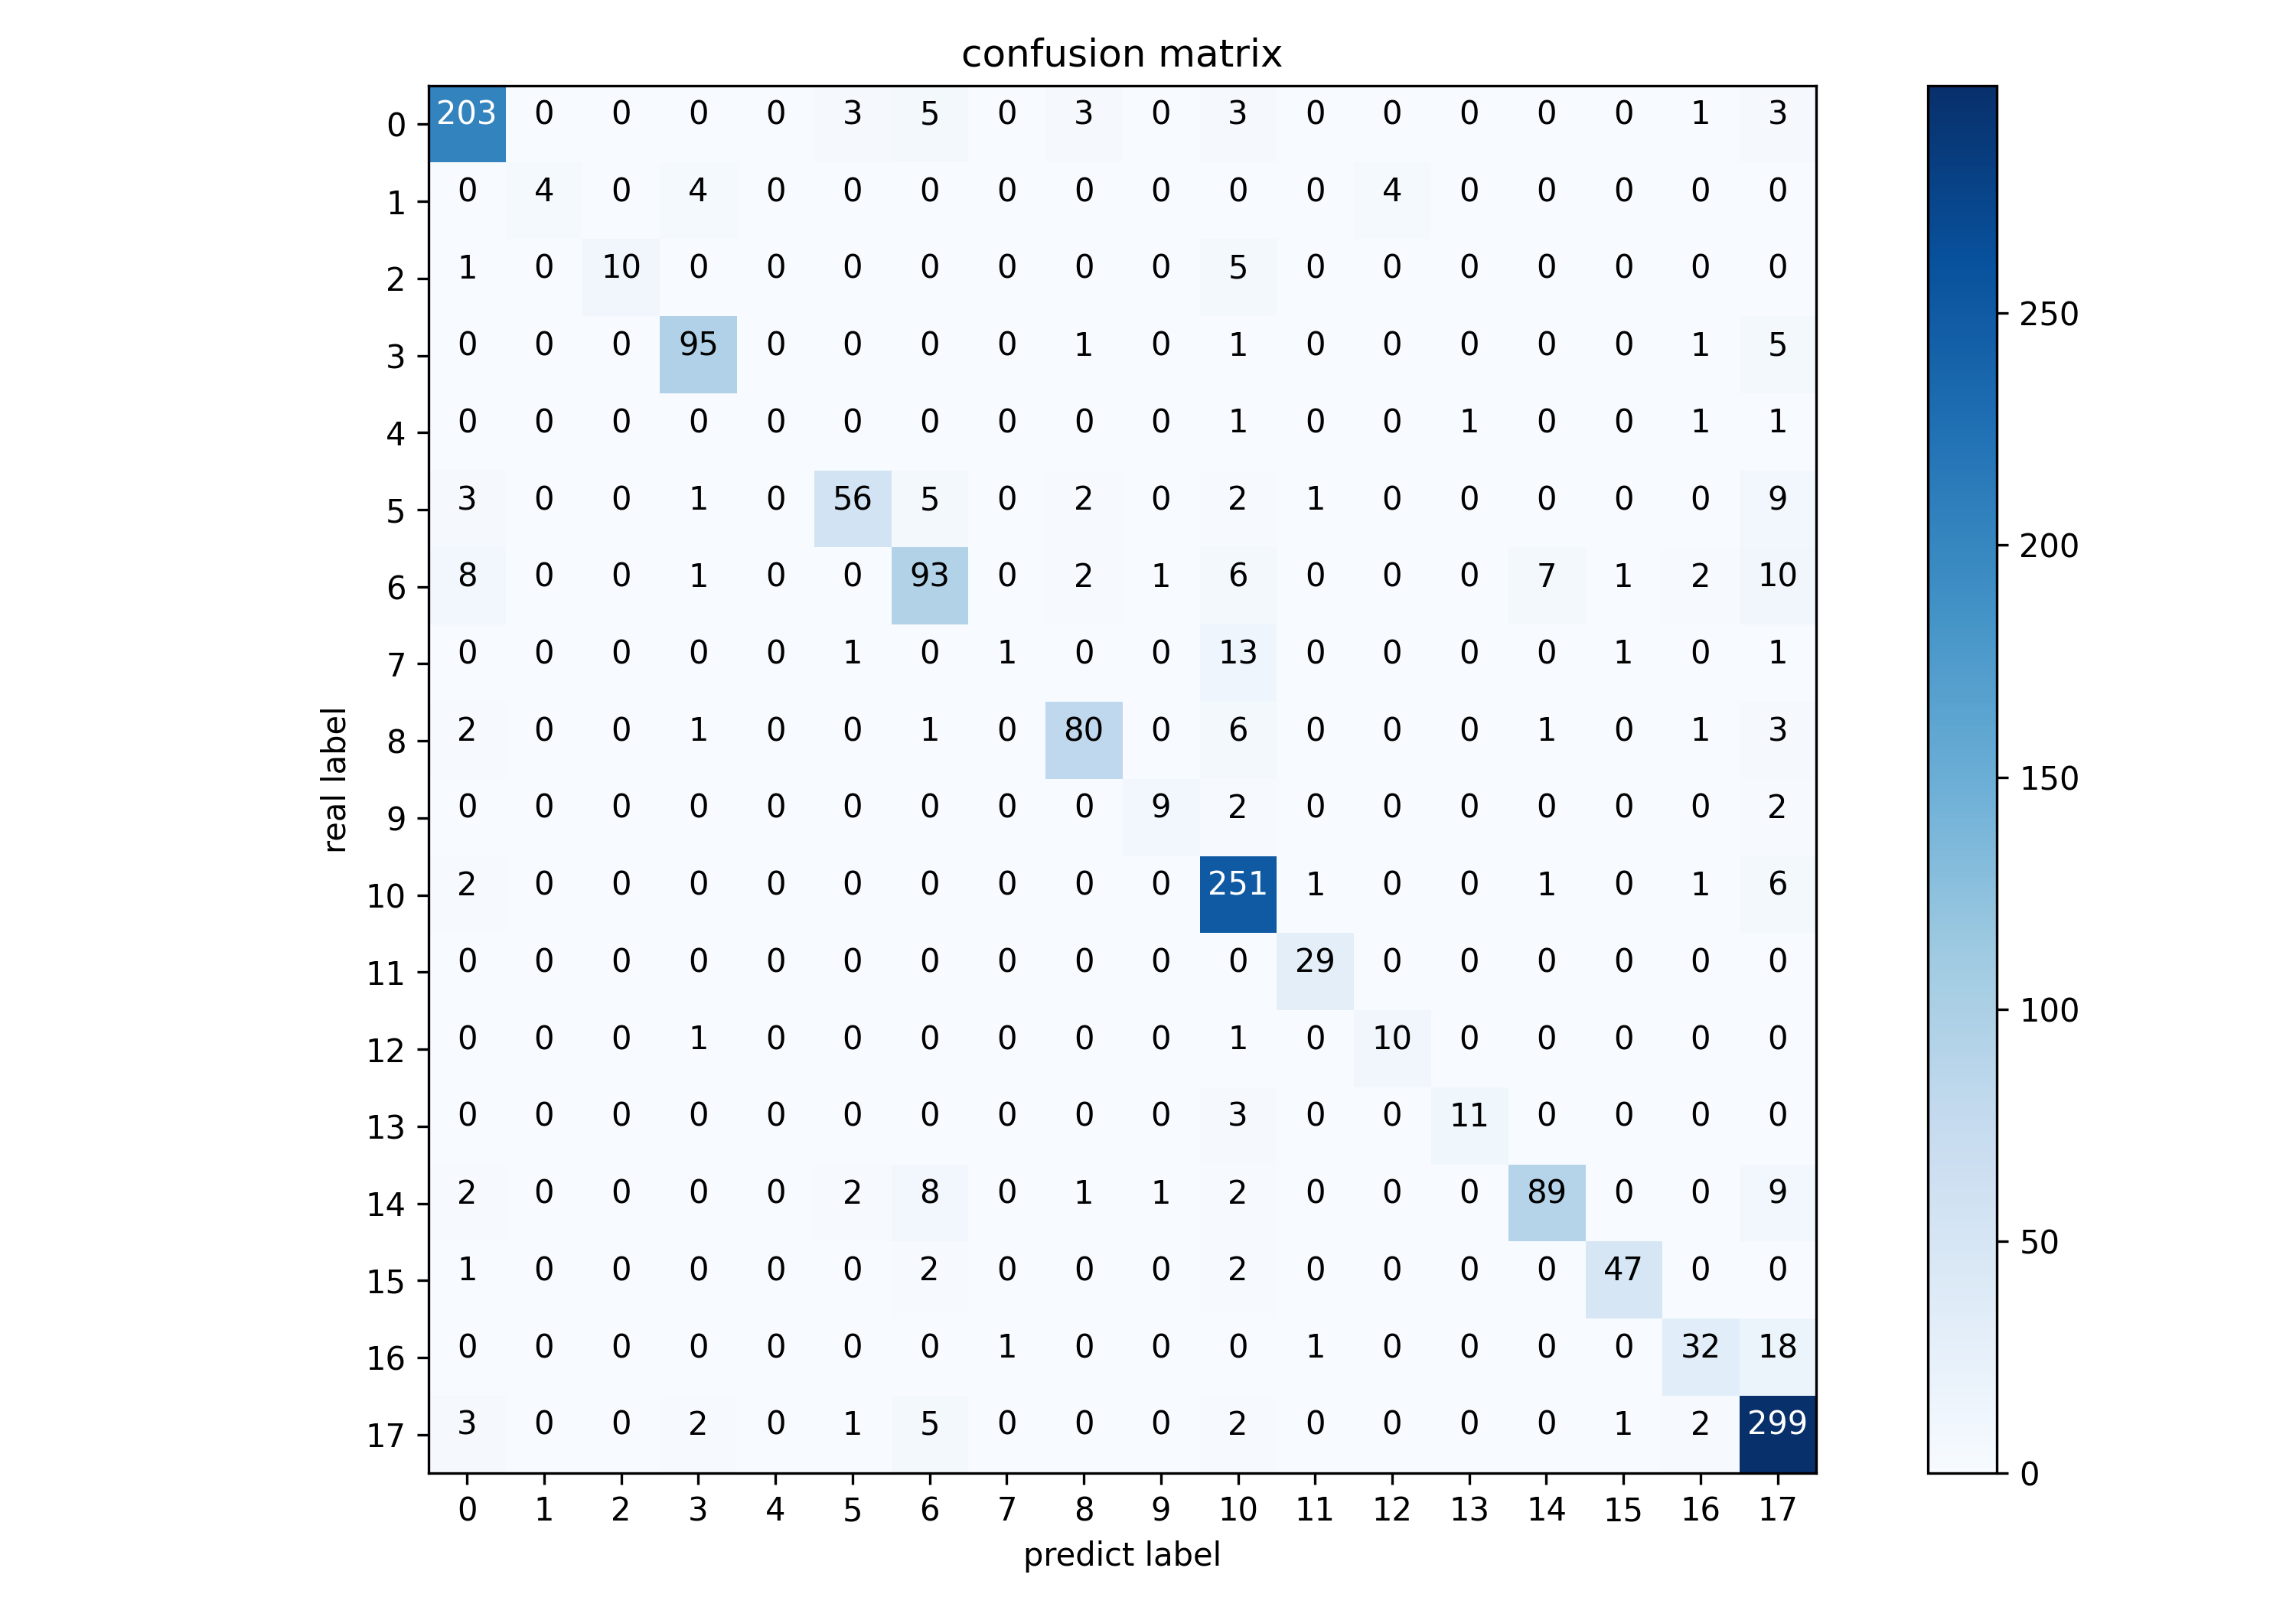 confusion matrix
0 203 0 0 0 0 3 5 0 3 0 3 0 0 0 0 0 1 3
1 0 4 0 4 0 0 0 0 0 0 0 0 4 0 0 0 0 0
2 1 0 10 0 0 0 0 0 0 0 5 0 0 0 0 0 0 0
3 0 0 0 95 0 0 0 0 1 0 1 0 0 0 0 0 1 5
4 0 0 0 0 0 0 0 0 0 0 1 0 0 1 0 0 1 1
5 3 0 0 1 0 56 5 0 2 0 2 1 0 0 0 0 0 9
6 8 0 0 1 0 0 93 0 2 1 6 0 0 0 7 1 2 10
7 0 0 0 0 0 1 0 1 0 0 13 0 0 0 0 1 0 1
8 2 0 0 1 0 0 1 0 80 0 6 0 0 0 1 0 1 3
9 0 0 0 0 0 0 0 0 0 9 2 0 0 0 0 0 0 2
10 2 0 0 0 0 0 0 0 0 0 251 1 0 0 1 0 1 6
11 0 0 0 0 0 0 0 0 0 0 0 29 0 0 0 0 0 0
12 0 0 0 1 0 0 0 0 0 0 1 0 10 0 0 0 0 0
13 0 0 0 0 0 0 0 0 0 0 3 0 0 11 0 0 0 0
14 2 0 0 0 0 2 8 0 1 1 2 0 0 0 89 0 0 9
15 1 0 0 0 0 0 2 0 0 0 2 0 0 0 0 47 0 0
16 0 0 0 0 0 0 0 1 0 0 0 1 0 0 0 0 32 18
17 3 0 0 2 0 1 5 0 0 0 2 0 0 0 0 1 2 299
0 1 2 3 4 5 6 7 8 9 10 11 12 13 14 15 16 17
predict label
real label
250
200
150
100
50
0